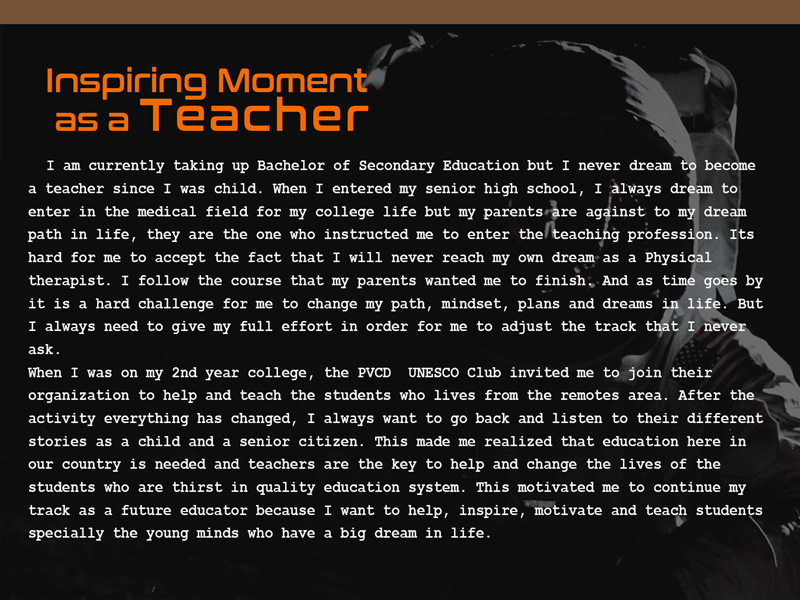 Inspiring Moment
as a Teacher
I am currently taking up Bachelor of Secondary Education but I never dream to become
a teacher since I was child. When I entered my senior high school, I always dream to
enter in the medical field for my college life but my parents are against to my dream
path in life, they are the one who instructed me to enter the teaching profession. Its
hard for me to accept the fact that I will never reach my own dream as a Physical
therapist. I follow the course that my parents wanted me to finish. And as time goes by
it is a hard challenge for me to change my path, mindset, plans and dreams in life. But
I always need to give my full effort in order for me to adjust the track that I never
ask.
When I was on my 2nd year college, the PVCD UNESCO Club invited me to join their
organization to help and teach the students who lives from the remotes area. After the
activity everything has changed, I always want to go back and listen to their different
stories as a child and a senior citizen. This made me realized that education here in
our country is needed and teachers are the key to help and change the lives of the
students who are thirst in quality education system. This motivated me to continue my
track as a future educator because I want to help, inspire, motivate and teach students
specially the young minds who have a big dream in life.